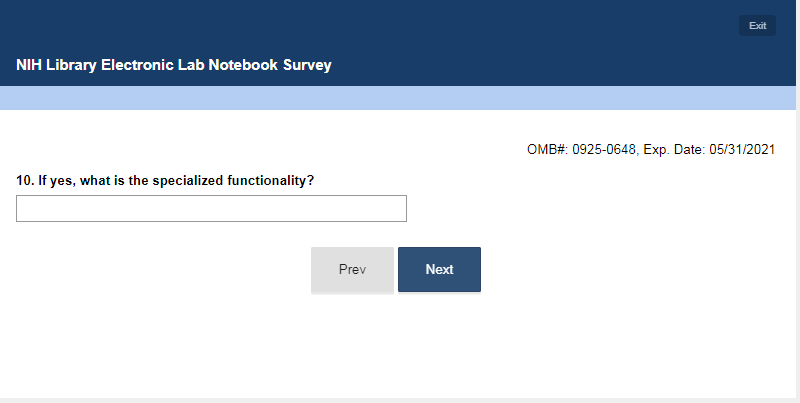 Exit
NIH Library Electronic Lab Notebook Survey
OMB#: 0925-0648, Exp. Date: 05/31/2021
10. If yes, what is the specialized functionality?
Prev Next